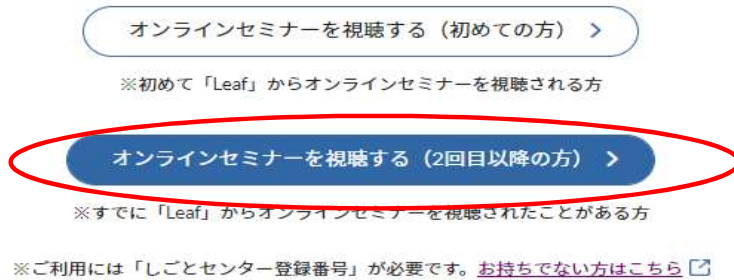 オンラインセミナーを視聴する（初めての方）
※初めて「Leaf」からオンラインセミナーを視聴される方
オンラインセミナーを視聴する（2回目以降の方）
※すでに「Leaf」からオンラインセミナーを視聴されたことがある方
※ご利用には「しごとセンター登録番号」が必要です。お持ちでない方はこちら